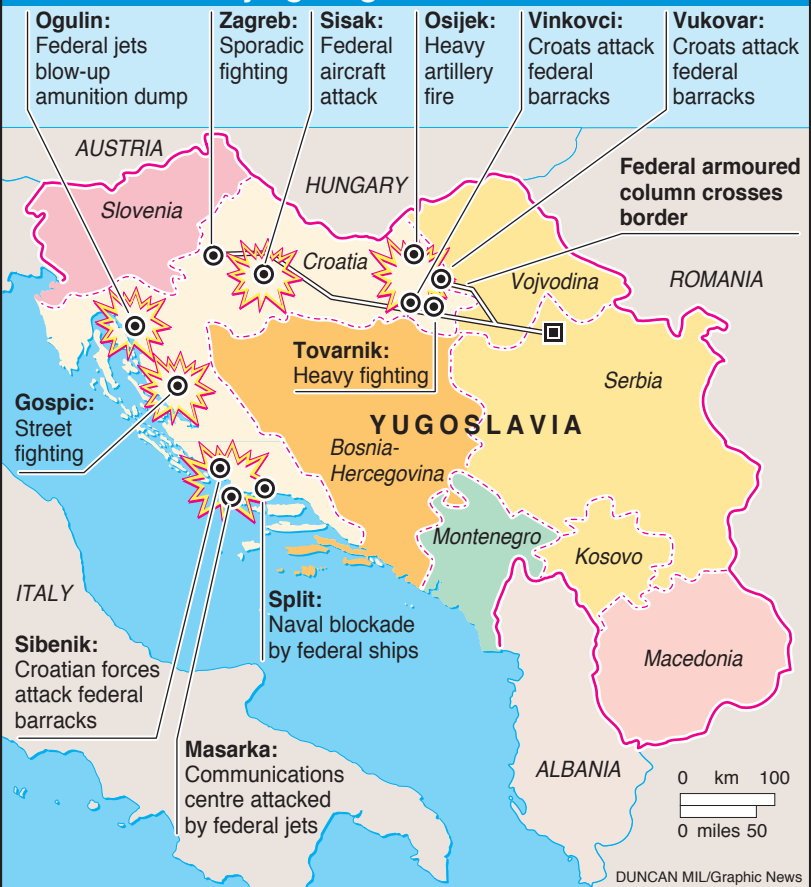 Ogulin:
Federal jets
blow-up
amunition dump
Zagreb:
Sporadic
fighting
Sisak:
Federal
aircraft
attack
Osijek:
Heavy
artillery
fire
Vinkovci:
Croats attack
federal
barracks
Vukovar:
Croats attack
federal
barracks
AUSTRIA
HUNGARY
Federal armoured
column crosses
border
Slovenia
Croatia
Vojvodina
ROMANIA
Tovarnik:
Heavy fighting
Serbia
Gospic:
Street
fighting
YUGOSLAVIA
Bosnia-
Hercegovina
Montenegro
Kosovo
ITALY
Split:
Naval blockade
by federal ships
Sibenik:
Croatian forces
attack federal
barracks
Macedonia
Masarka:
Communications
centre attacked
by federal jets
ALBANIA
0 km 100
0 miles 50
DUNCAN MIL/Graphic News